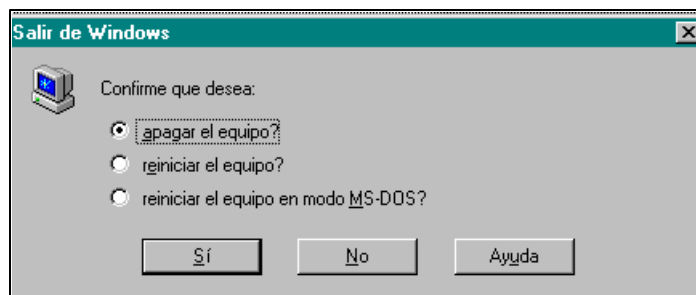 Salir de Windows
Confirme que desea:
apagar el equipo?
reiniciar el equipo?
reiniciar el equipo en modo MS-DOS?
Sí No Ayuda